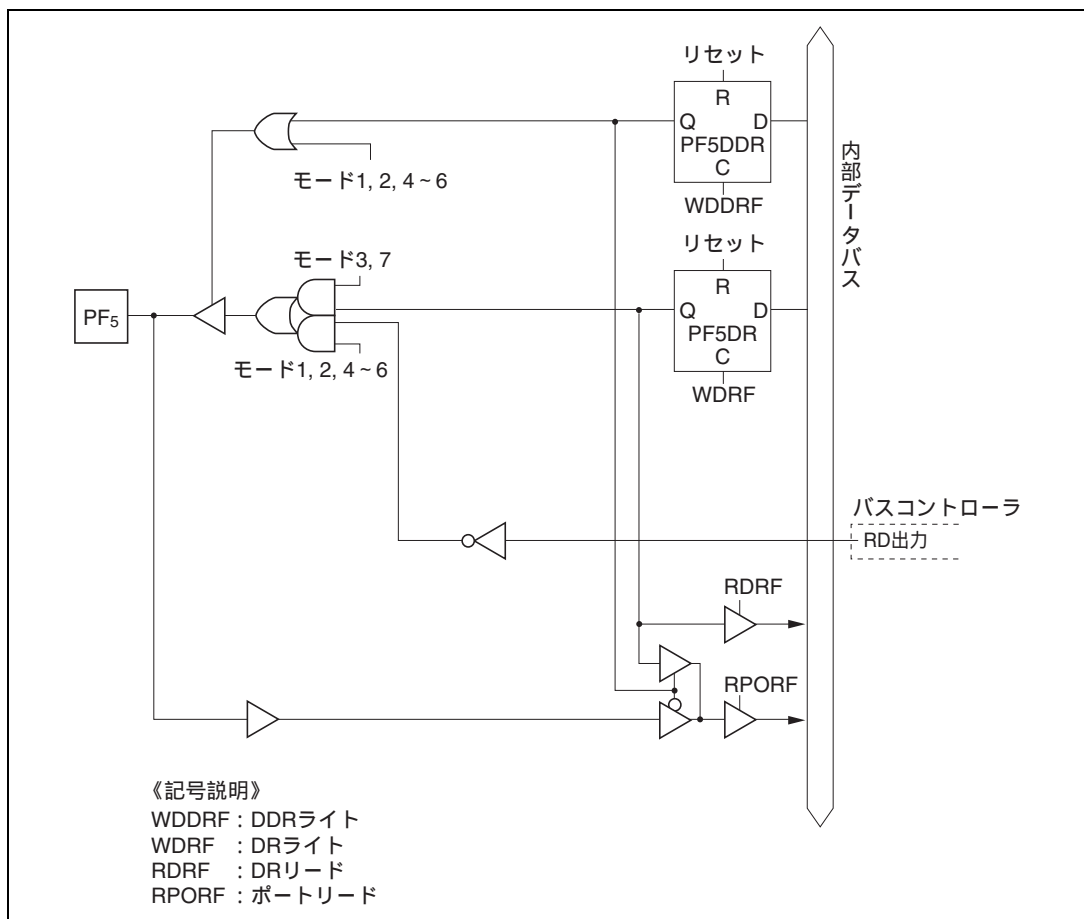 リセット
R
Q D
PF5DDR
C
WDDRF
モード1, 2, 4～6
内部データバス
リセット
モード3, 7
R
Q D
PF5DR
C
WDRF
PF5
モード1, 2, 4～6
バスコントローラ
RD出力
RDRF
RPORF
《記号説明》
WDDRF：DDRライト
WDRF ：DRライト
RDRF ：DRリード
RPORF：ポートリード